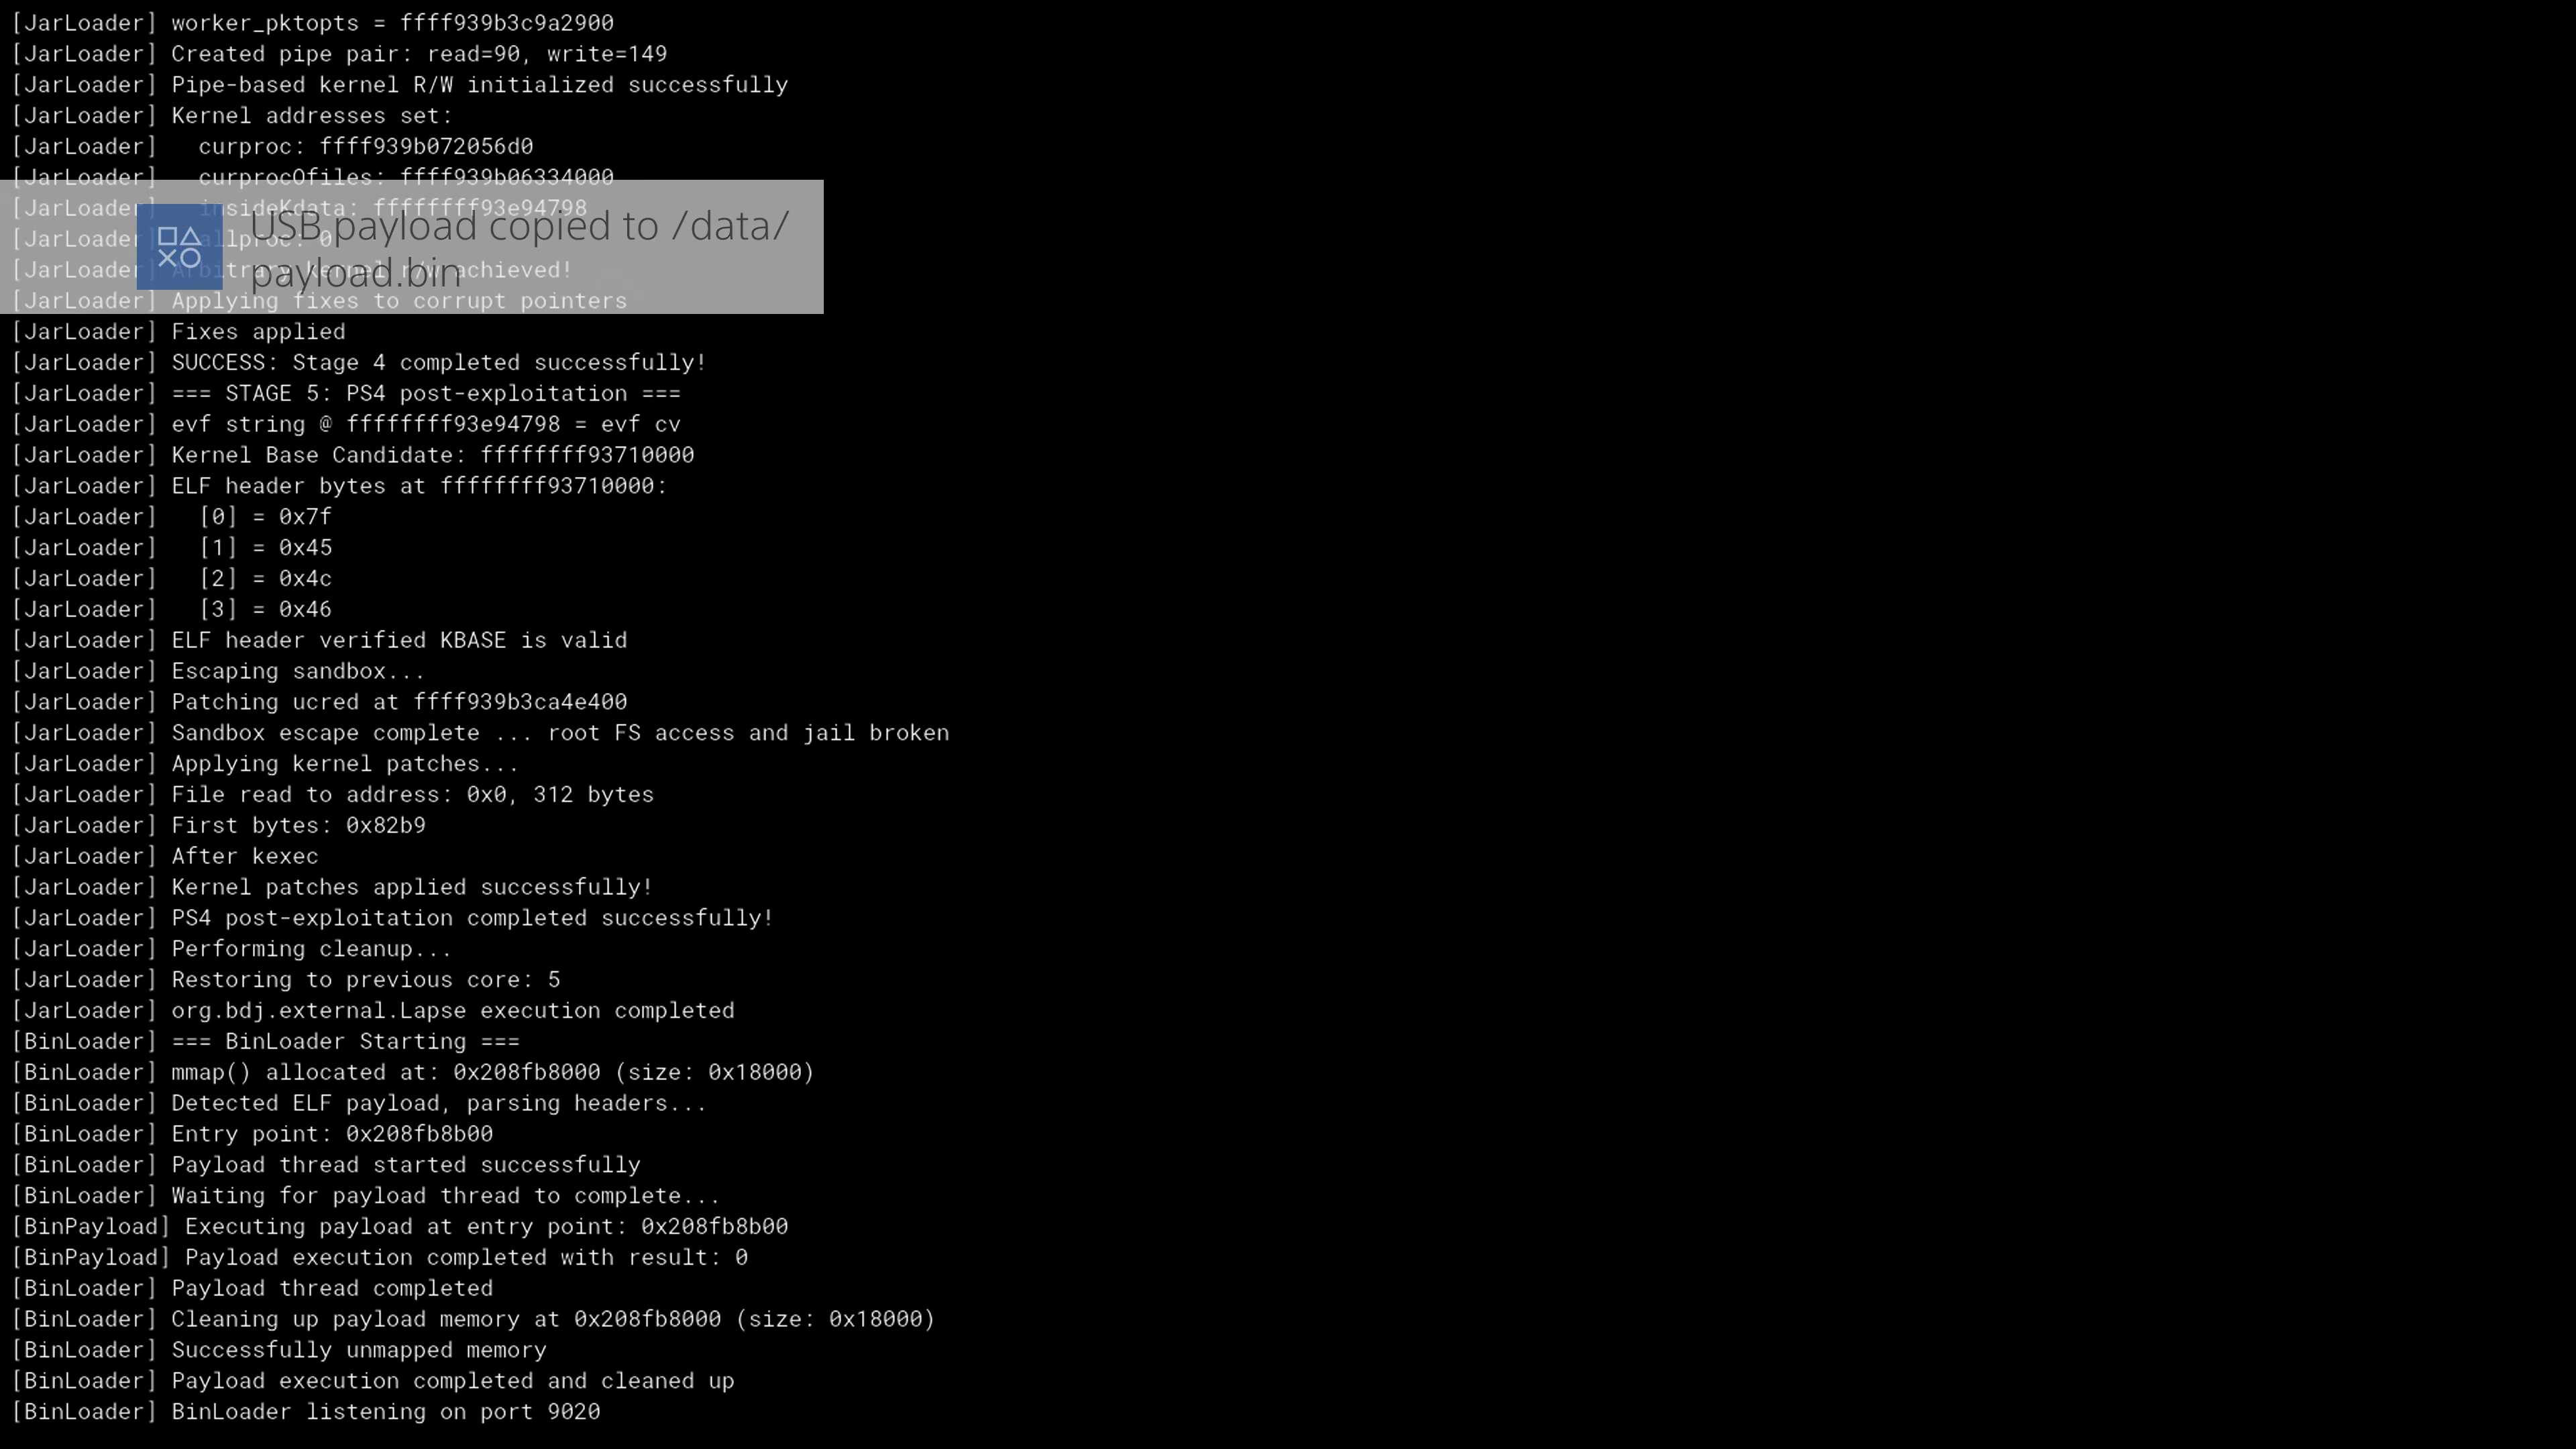 [JarLoader] worker_pktopts = ffff939b3c9a2900
[JarLoader] Created pipe pair: read=90, write=149
[JarLoader] Pipe-based kernel R/W initialized successfully
[JarLoader] Kernel addresses set:
[JarLoader]   curproc: ffff939b072056d0
[JarLoader]   curprocOfiles: ffff939b06334000
[JarLoader]   insideKdata: ffffffff93e94798
[JarLoader]   allproc: 0
[JarLoader] Arbitrary kernel r/w achieved!
[JarLoader] Applying fixes to corrupt pointers
USB payload copied to /data/
payload.bin
[JarLoader] Fixes applied
[JarLoader] SUCCESS: Stage 4 completed successfully!
[JarLoader] === STAGE 5: PS4 post-exploitation ===
[JarLoader] evf string @ ffffffff93e94798 = evf cv
[JarLoader] Kernel Base Candidate: ffffffff93710000
[JarLoader] ELF header bytes at ffffffff93710000:
[JarLoader]   [0] = 0x7f
[JarLoader]   [1] = 0x45
[JarLoader]   [2] = 0x4c
[JarLoader]   [3] = 0x46
[JarLoader] ELF header verified KBASE is valid
[JarLoader] Escaping sandbox...
[JarLoader] Patching ucred at ffff939b3ca4e400
[JarLoader] Sandbox escape complete ... root FS access and jail broken
[JarLoader] Applying kernel patches...
[JarLoader] File read to address: 0x0, 312 bytes
[JarLoader] First bytes: 0x82b9
[JarLoader] After kexec
[JarLoader] Kernel patches applied successfully!
[JarLoader] PS4 post-exploitation completed successfully!
[JarLoader] Performing cleanup...
[JarLoader] Restoring to previous core: 5
[JarLoader] org.bdj.external.Lapse execution completed
[BinLoader] === BinLoader Starting ===
[BinLoader] mmap() allocated at: 0x208fb8000 (size: 0x18000)
[BinLoader] Detected ELF payload, parsing headers...
[BinLoader] Entry point: 0x208fb8b00
[BinLoader] Payload thread started successfully
[BinLoader] Waiting for payload thread to complete...
[BinPayload] Executing payload at entry point: 0x208fb8b00
[BinPayload] Payload execution completed with result: 0
[BinLoader] Payload thread completed
[BinLoader] Cleaning up payload memory at 0x208fb8000 (size: 0x18000)
[BinLoader] Successfully unmapped memory
[BinLoader] Payload execution completed and cleaned up
[BinLoader] BinLoader listening on port 9020